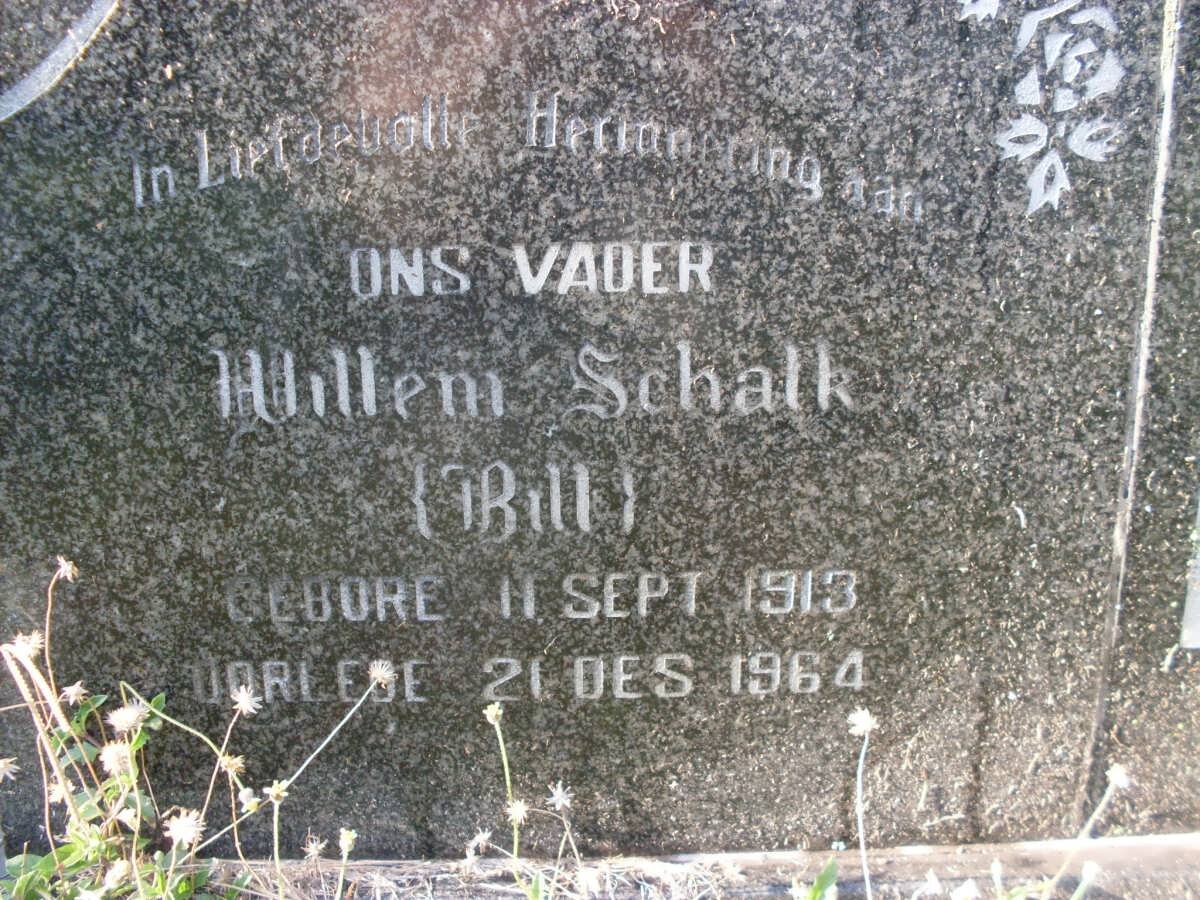 In Liefdevolle Herinnering aan
ONS VADER
Willem Schalk
(Bill)
GEBORE 11 SEPT 1913
OORLEDE 21 DES 1964